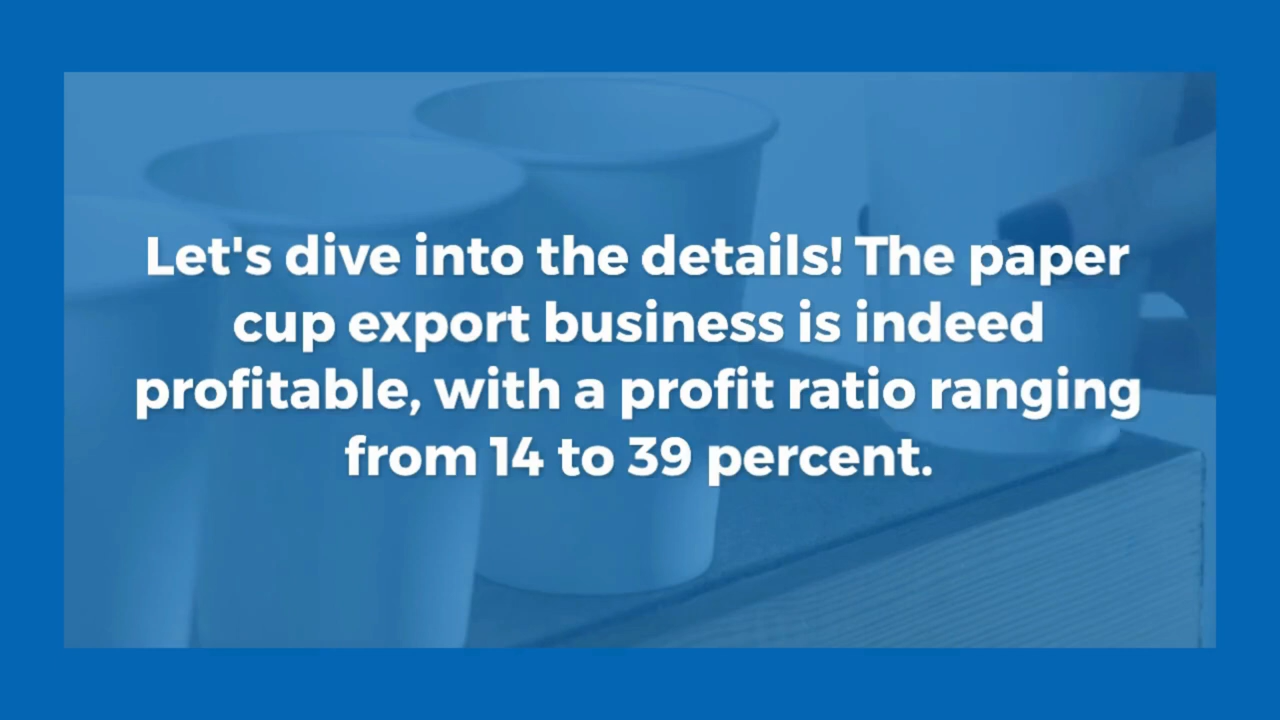 Let's dive into the details! The paper
cup export business is indeed
profitable, with a profit ratio ranging
from 14 to 39 percent.